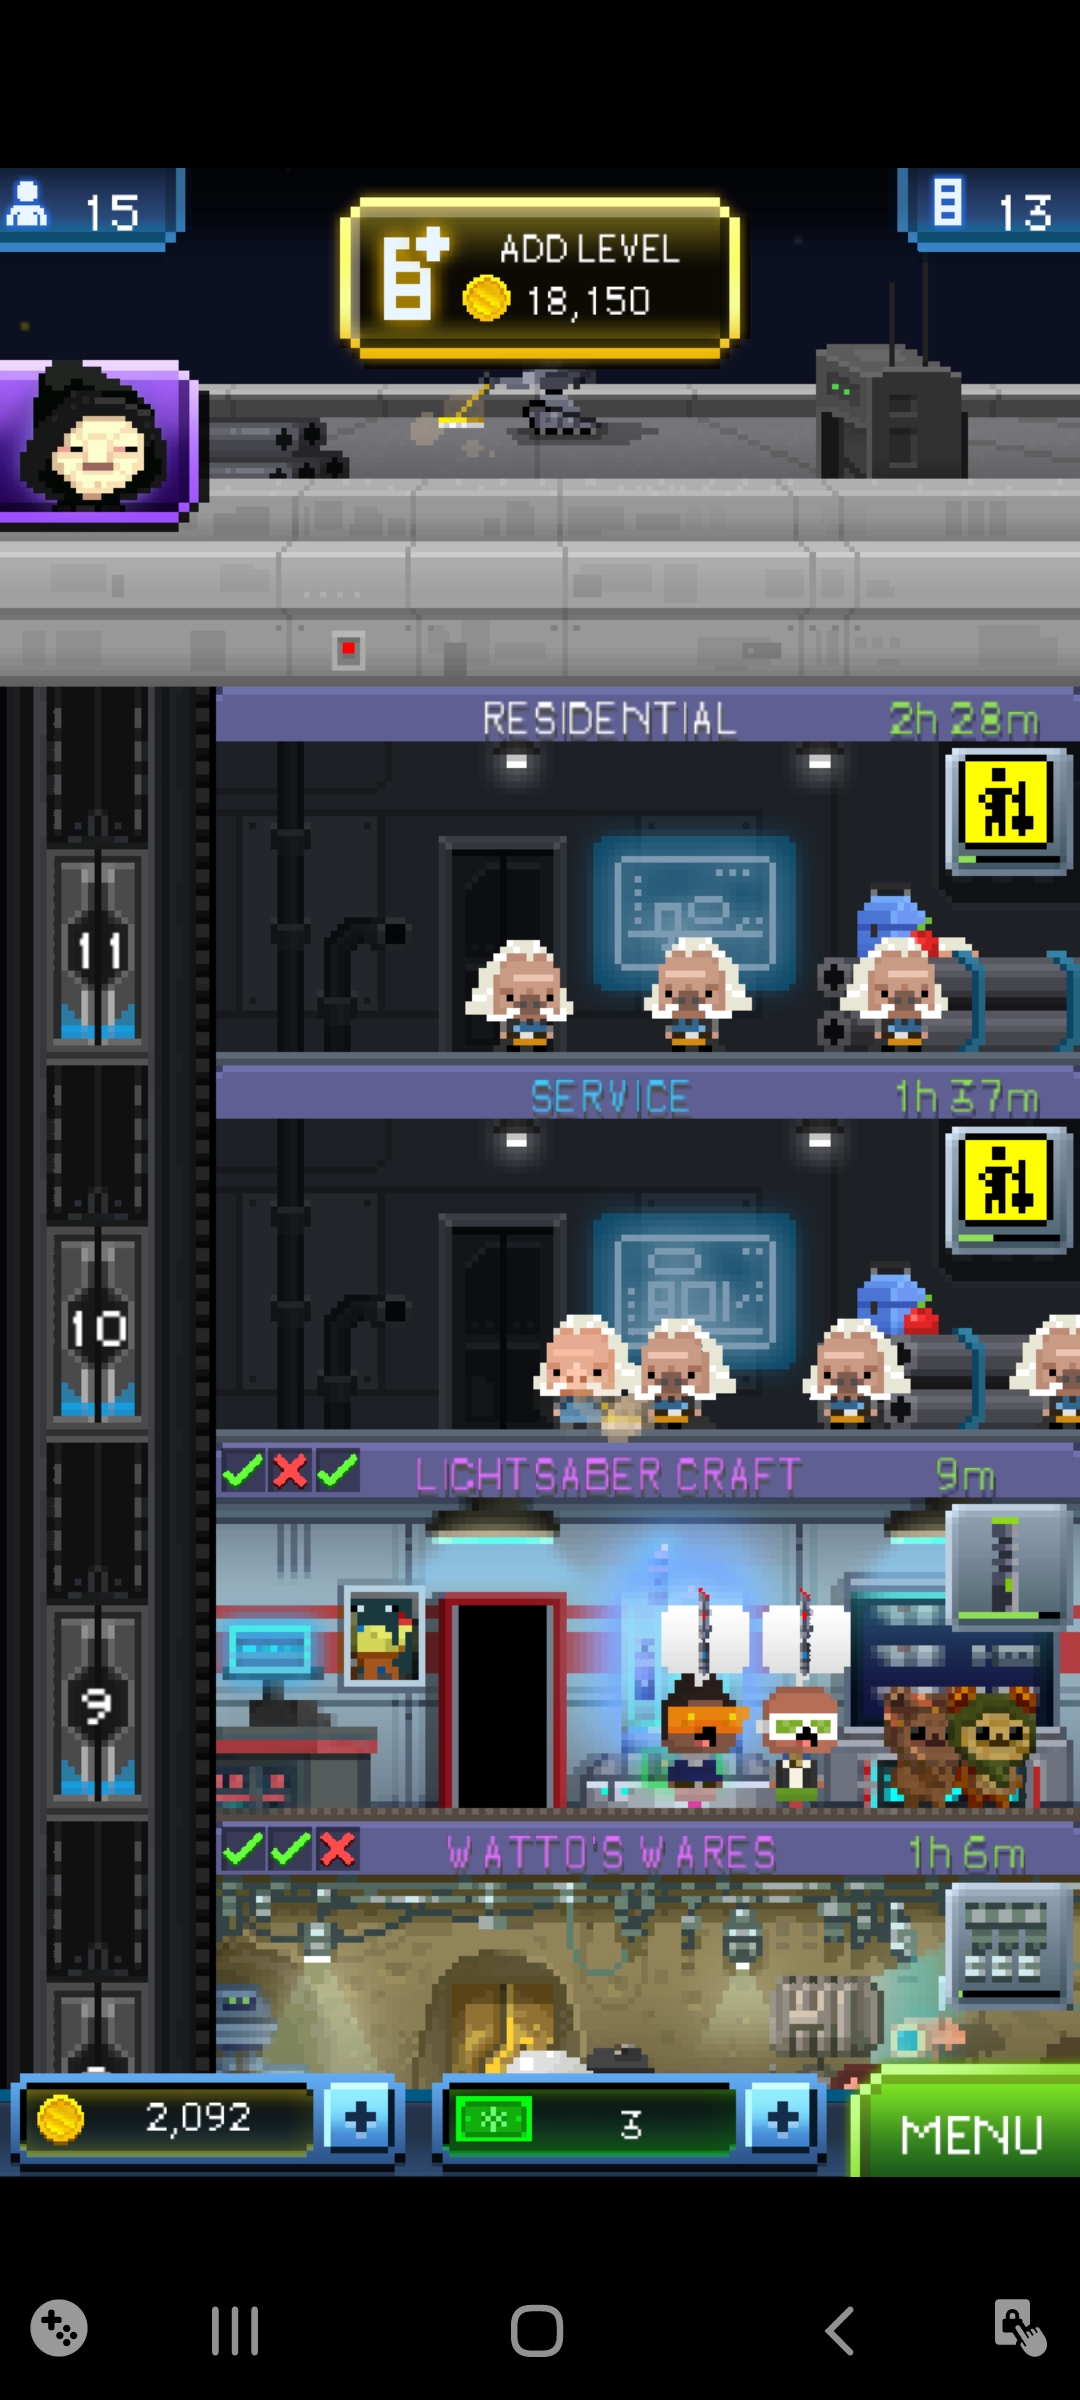 15
ADD LEVEL
18,150
13
RESIDENTIAL 2h 28m
11
SERVICE 1h 37m
10
LIGHTSABER CRAFT 9m
9
WATTO'S WARES 1h 6m
2,092
3
MENU